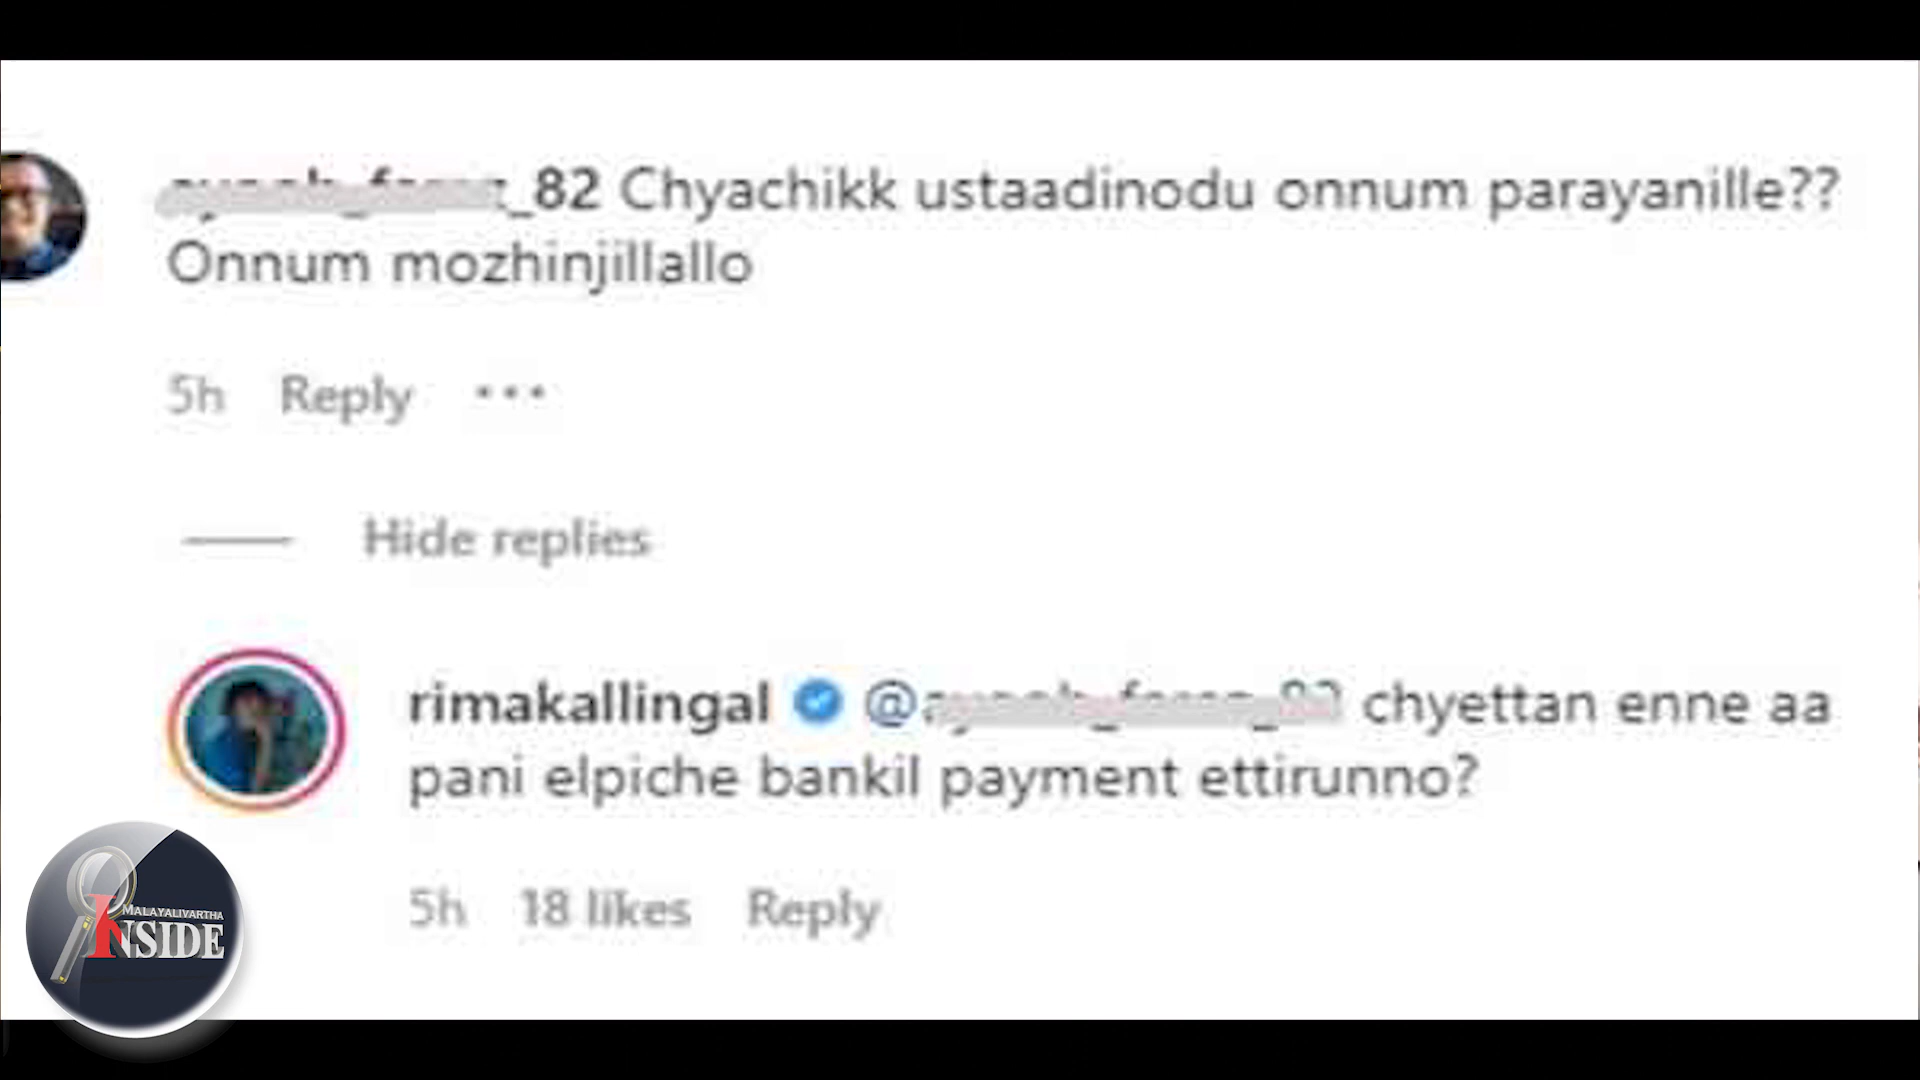 _82 Chyachikk ustaadinodu onnum parayanille??
Onnum mozhinjillallo
5h Reply •••
Hide replies
rimakallingal @ chyettan enne aa
pani elpiche bankil payment ettirunno?
5h 18 likes Reply
MALAYALIVARTHA
INSIDE